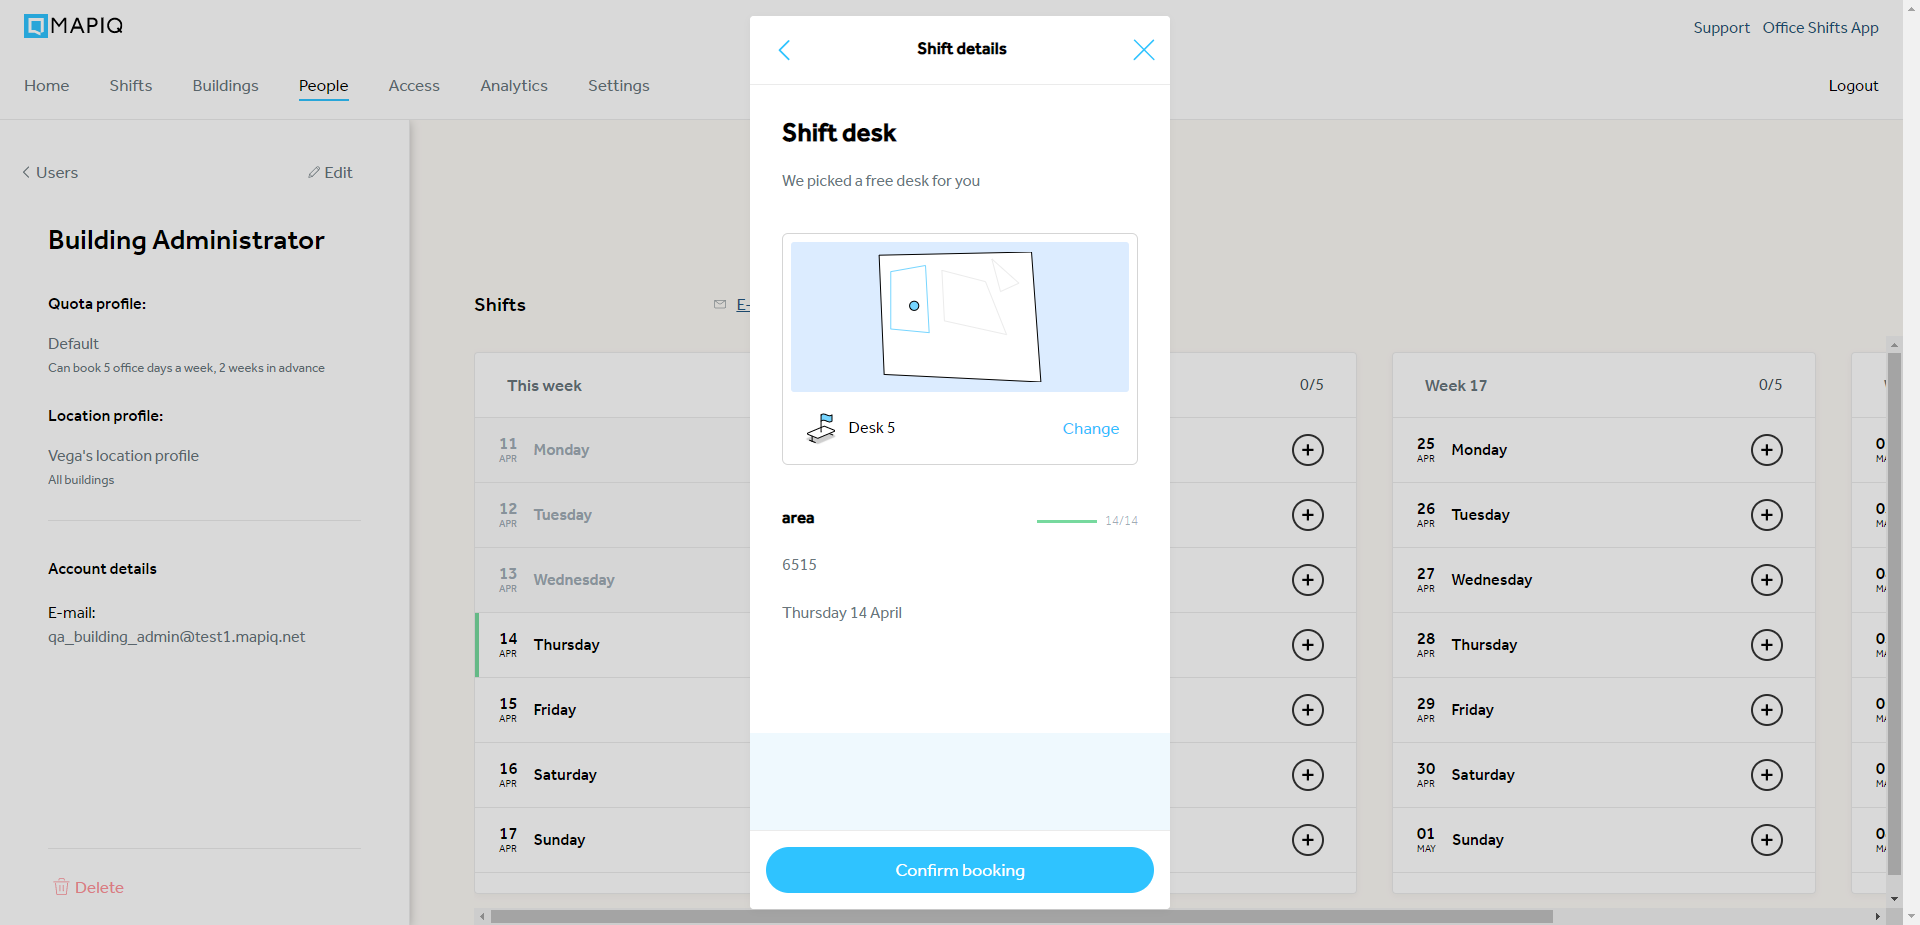 MAPIQ
Support Office Shifts App
Home Shifts Buildings People Access Analytics Settings Logout
Users Edit
Building Administrator
Quota profile:
Default
Can book 5 office days a week, 2 weeks in advance
Location profile:
Vega's location profile
All buildings
Account details
E-mail:
qa_building_admin@test1.mapiq.net
Delete
Shifts E-
This week
11 APR Monday
12 APR Tuesday
13 APR Wednesday
14 APR Thursday
15 APR Friday
16 APR Saturday
17 APR Sunday
Shift details
Shift desk
We picked a free desk for you
Desk 5 Change
area 14/14
6515
Thursday 14 April
Confirm booking
0/5
Week 17 0/5
25 APR Monday
26 APR Tuesday
27 APR Wednesday
28 APR Thursday
29 APR Friday
30 APR Saturday
01 MAY Sunday